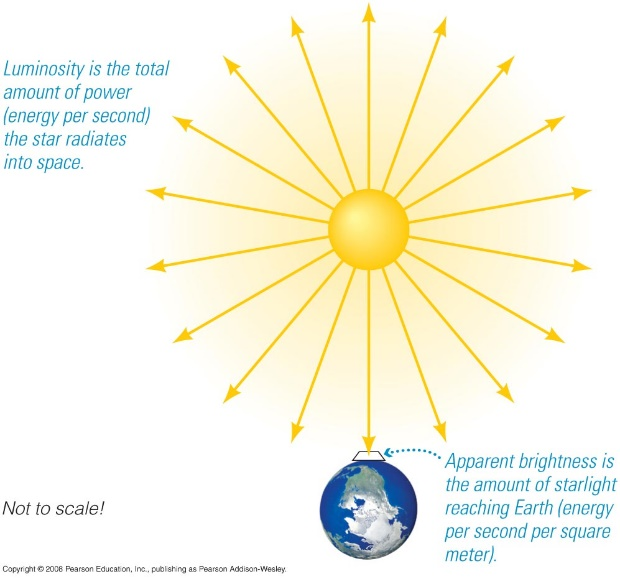 Luminosity is the total
amount of power
(energy per second)
the star radiates
into space.
Apparent brightness is
the amount of starlight
reaching Earth (energy
per second per square
meter).
Not to scale!
Copyright © 2008 Pearson Education, Inc., publishing as Pearson Addison-Wesley.